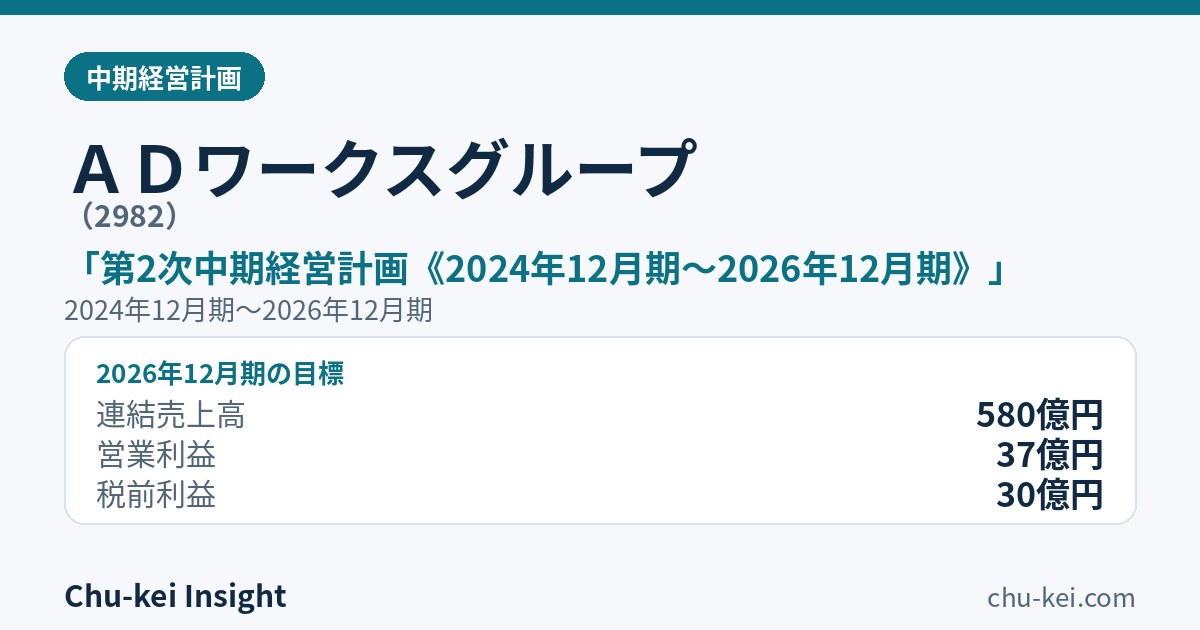 中期経営計画
ＡＤワークスグループ
（2982）
「第2次中期経営計画《2024年12月期～2026年12月期》」
2024年12月期～2026年12月期
2026年12月期の目標
連結売上高 580億円
営業利益 37億円
税前利益 30億円
Chu-kei Insight chu-kei.com